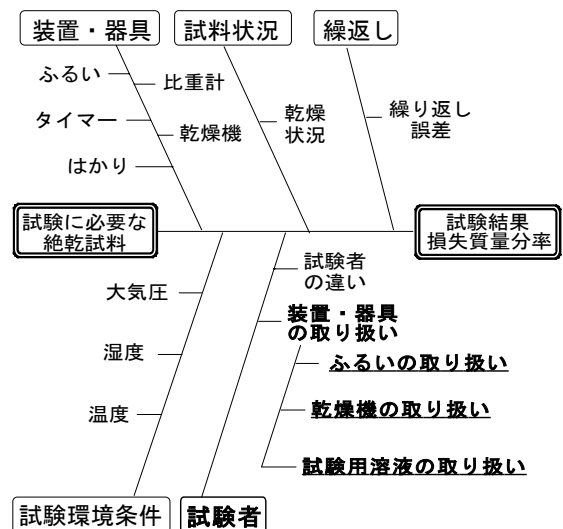 装置・器具
試料状況
繰返し
ふるい
比重計
タイマー
乾燥機
はかり
乾燥
状況
繰り返し
誤差
試験に必要な
絶乾試料
試験結果
損失質量分率
大気圧
湿度
温度
試験者
の違い
装置・器具
の取り扱い
ふるいの取り扱い
乾燥機の取り扱い
試験用溶液の取り扱い
試験環境条件
試験者